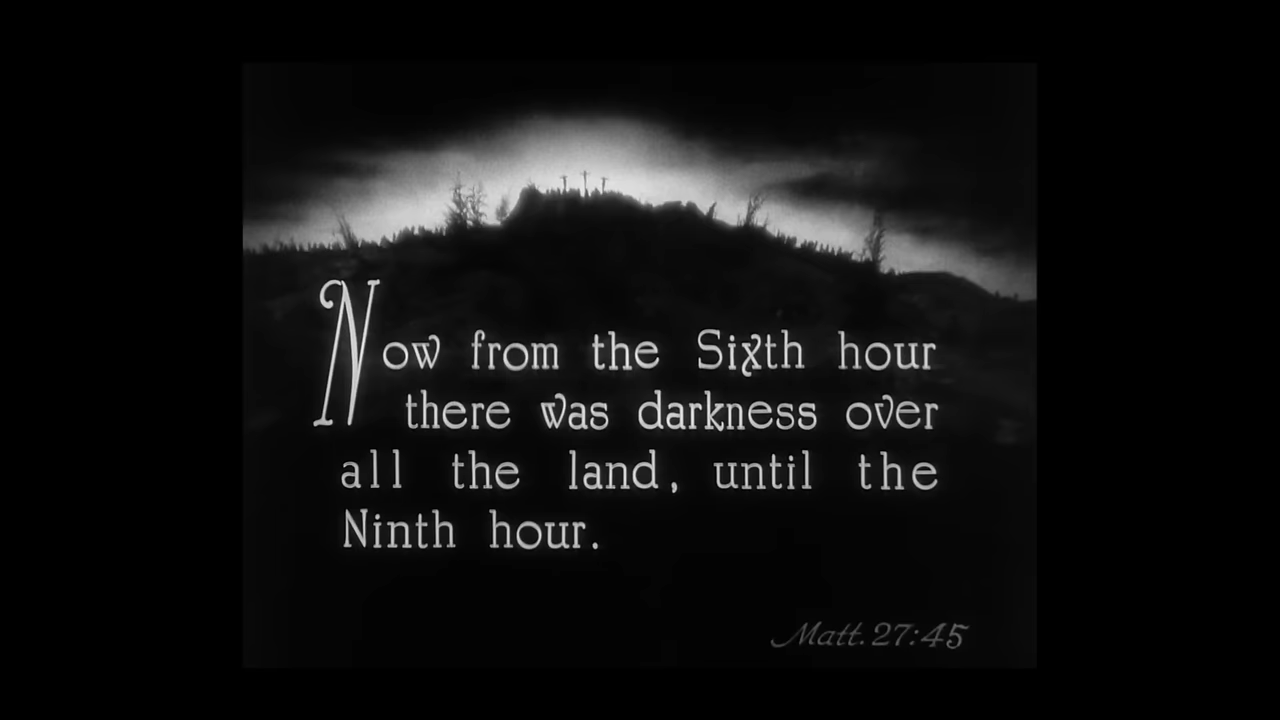 Now from the Sixth hour
there was darkness over
all the land, until the
Ninth hour.
Matt. 27:45